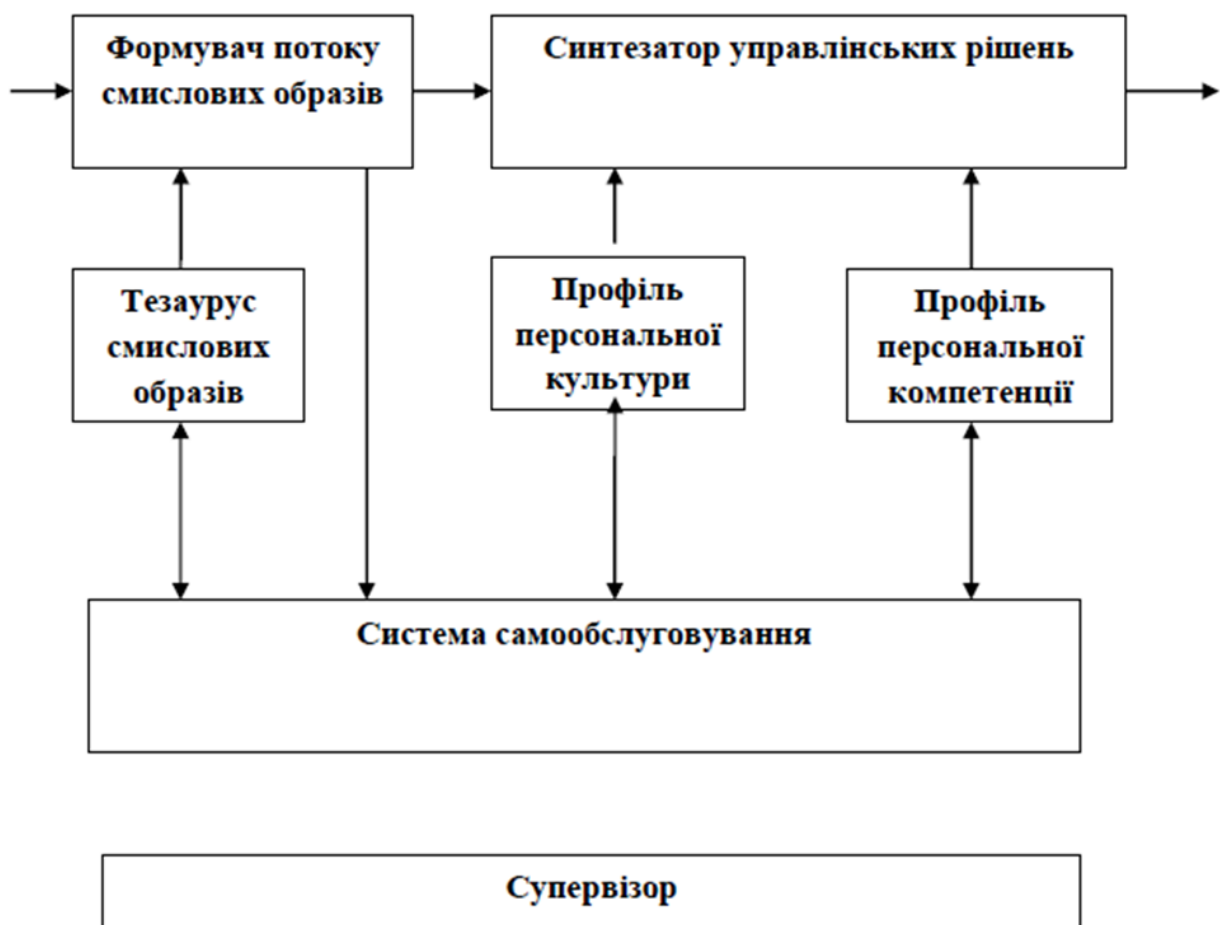 Формувач потоку
смислових образів
Синтезатор управлінських рішень
Тезаурус
смислових
образів
Профіль
персональної
культури
Профіль
персональної
компетенції
Система самообслуговування
Супервізор